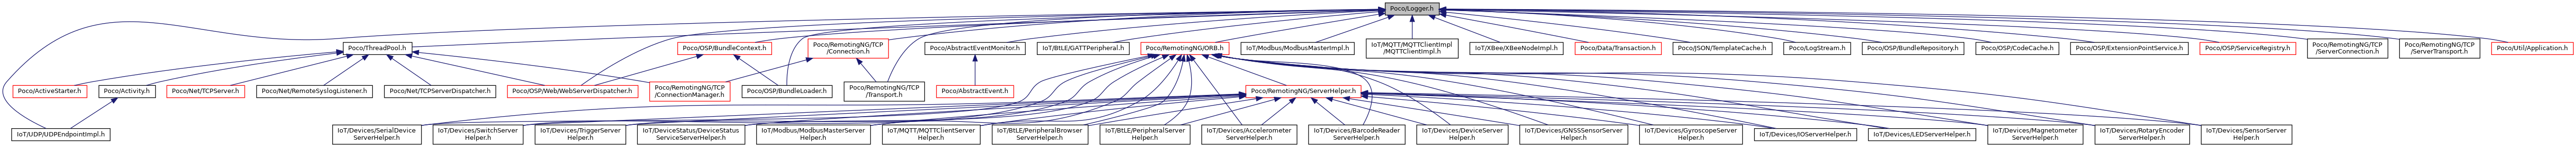 Poco/Logger.h
Poco/ThreadPool.h
Poco/OSP/BundleContext.h
Poco/RemotingNG/TCP
/Connection.h
Poco/AbstractEventMonitor.h
IoT/BtLE/GATTPeripheral.h
Poco/RemotingNG/ORB.h
IoT/Modbus/ModbusMasterImpl.h
IoT/MQTT/MQTTClientImpl
/MQTTClientImpl.h
IoT/XBee/XBeeNodeImpl.h
Poco/Data/Transaction.h
Poco/JSON/TemplateCache.h
Poco/LogStream.h
Poco/OSP/BundleRepository.h
Poco/OSP/CodeCache.h
Poco/OSP/ExtensionPointService.h
Poco/OSP/ServiceRegistry.h
Poco/RemotingNG/TCP
/ServerConnection.h
Poco/RemotingNG/TCP
/ServerTransport.h
Poco/Util/Application.h
Poco/ActiveStarter.h
Poco/Activity.h
Poco/Net/TCPServer.h
Poco/Net/RemoteSyslogListener.h
Poco/Net/TCPServerDispatcher.h
Poco/OSP/Web/WebServerDispatcher.h
Poco/RemotingNG/TCP
/ConnectionManager.h
Poco/OSP/BundleLoader.h
Poco/RemotingNG/TCP
/Transport.h
Poco/AbstractEvent.h
Poco/RemotingNG/ServerHelper.h
IoT/UDP/UDPEndpointImpl.h
IoT/Devices/SerialDevice
ServerHelper.h
IoT/Devices/SwitchServer
Helper.h
IoT/Devices/TriggerServer
Helper.h
IoT/DeviceStatus/DeviceStatus
ServiceServerHelper.h
IoT/Modbus/ModbusMasterServer
Helper.h
IoT/MQTT/MQTTClientServer
Helper.h
IoT/BtLE/PeripheralBrowser
ServerHelper.h
IoT/BtLE/PeripheralServer
Helper.h
IoT/Devices/Accelerometer
ServerHelper.h
IoT/Devices/BarcodeReader
ServerHelper.h
IoT/Devices/DeviceServer
Helper.h
IoT/Devices/GNSSSensorServer
Helper.h
IoT/Devices/GyroscopeServer
Helper.h
IoT/Devices/IOServerHelper.h
IoT/Devices/LEDServerHelper.h
IoT/Devices/Magnetometer
ServerHelper.h
IoT/Devices/RotaryEncoder
ServerHelper.h
IoT/Devices/SensorServer
Helper.h